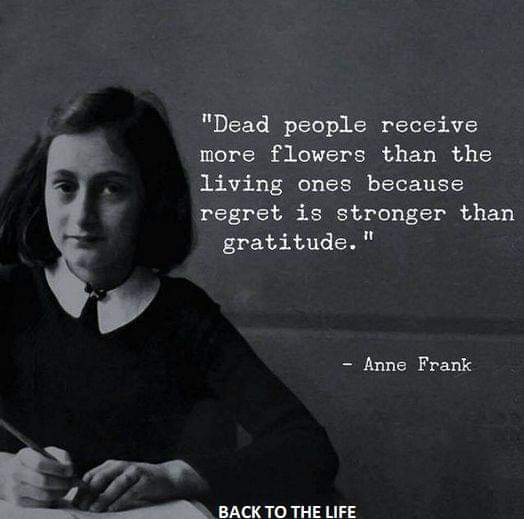 "Dead people receive
more flowers than the
living ones because
regret is stronger than
gratitude."
- Anne Frank
BACK TO THE LIFE